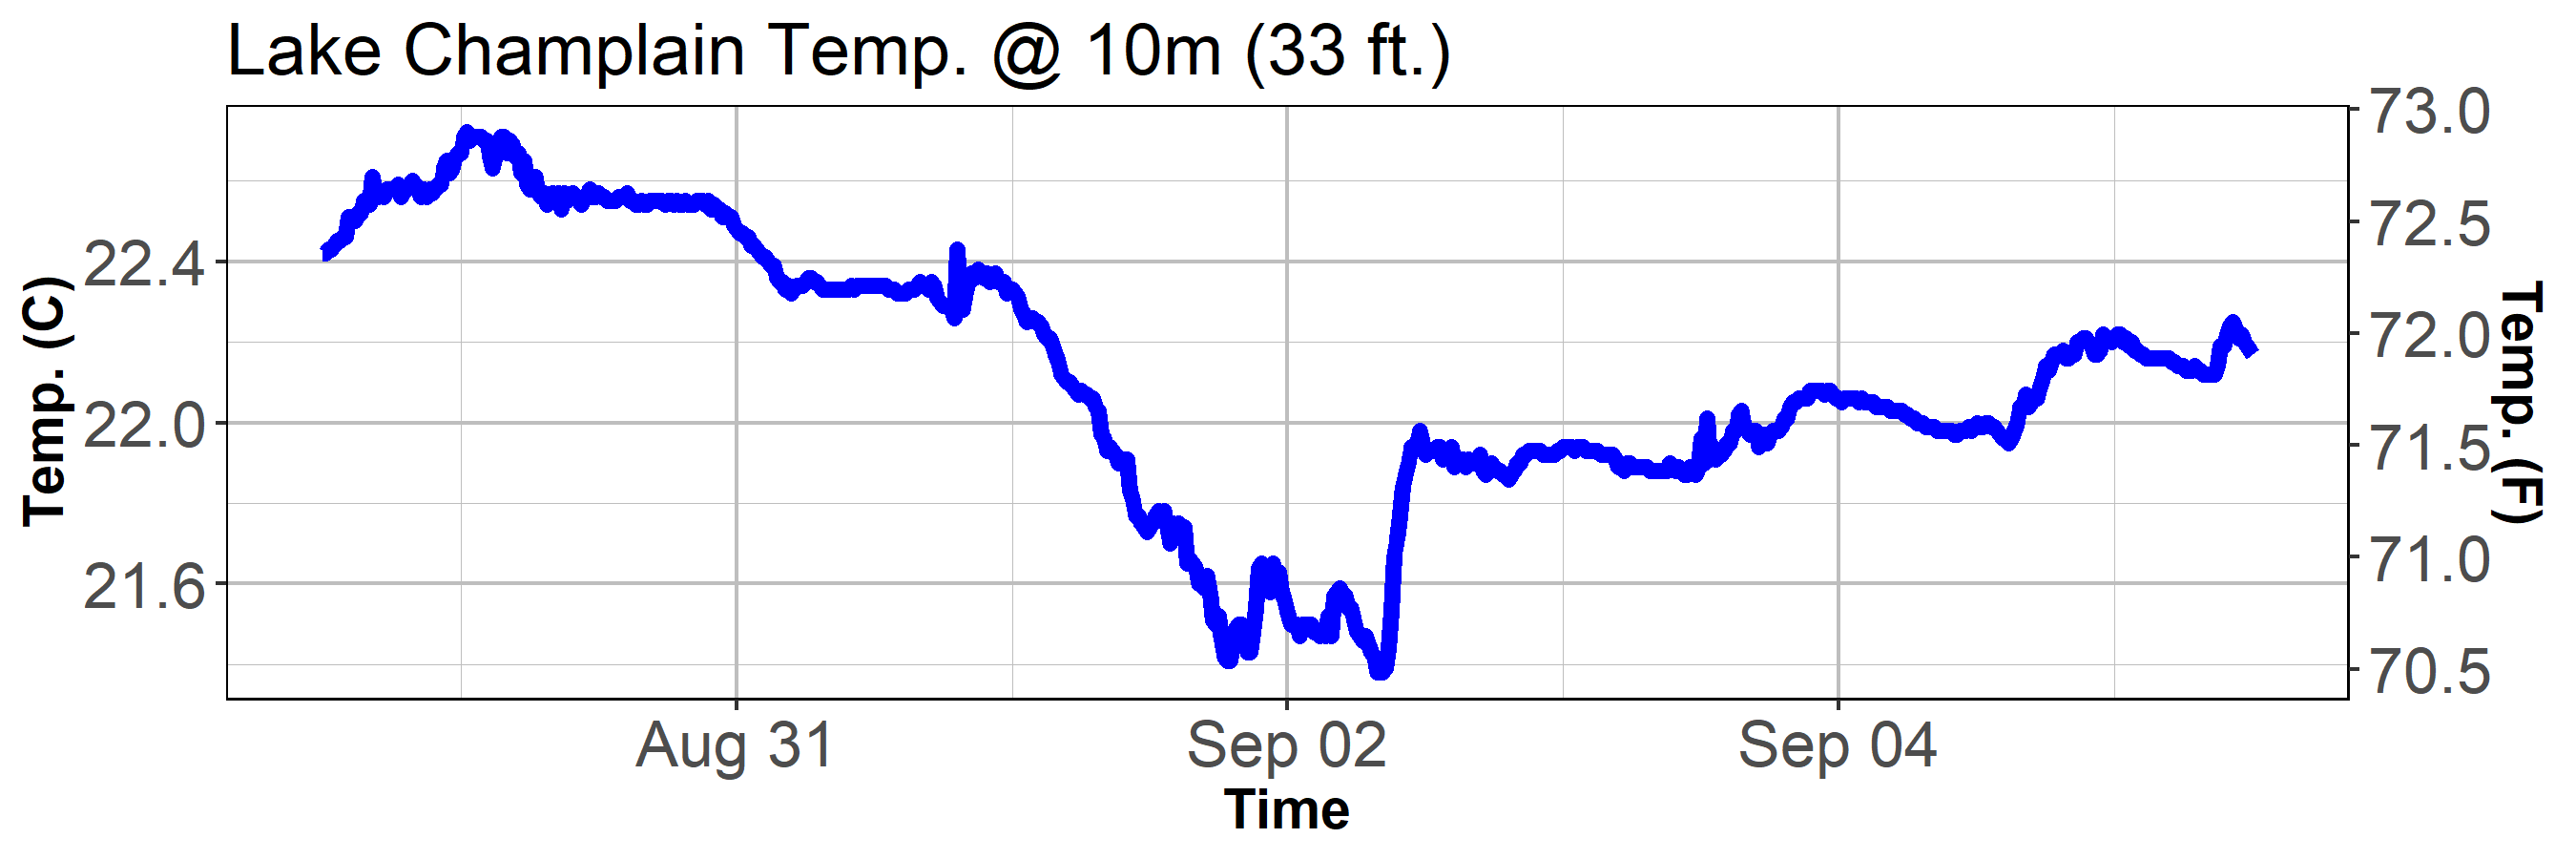 Lake Champlain Temp. @ 10m (33 ft.)
Temp. (C)
22.4
22.0
21.6
73.0
72.5
72.0
71.5
71.0
70.5
Temp. (F)
Aug 31 Sep 02 Sep 04
Time